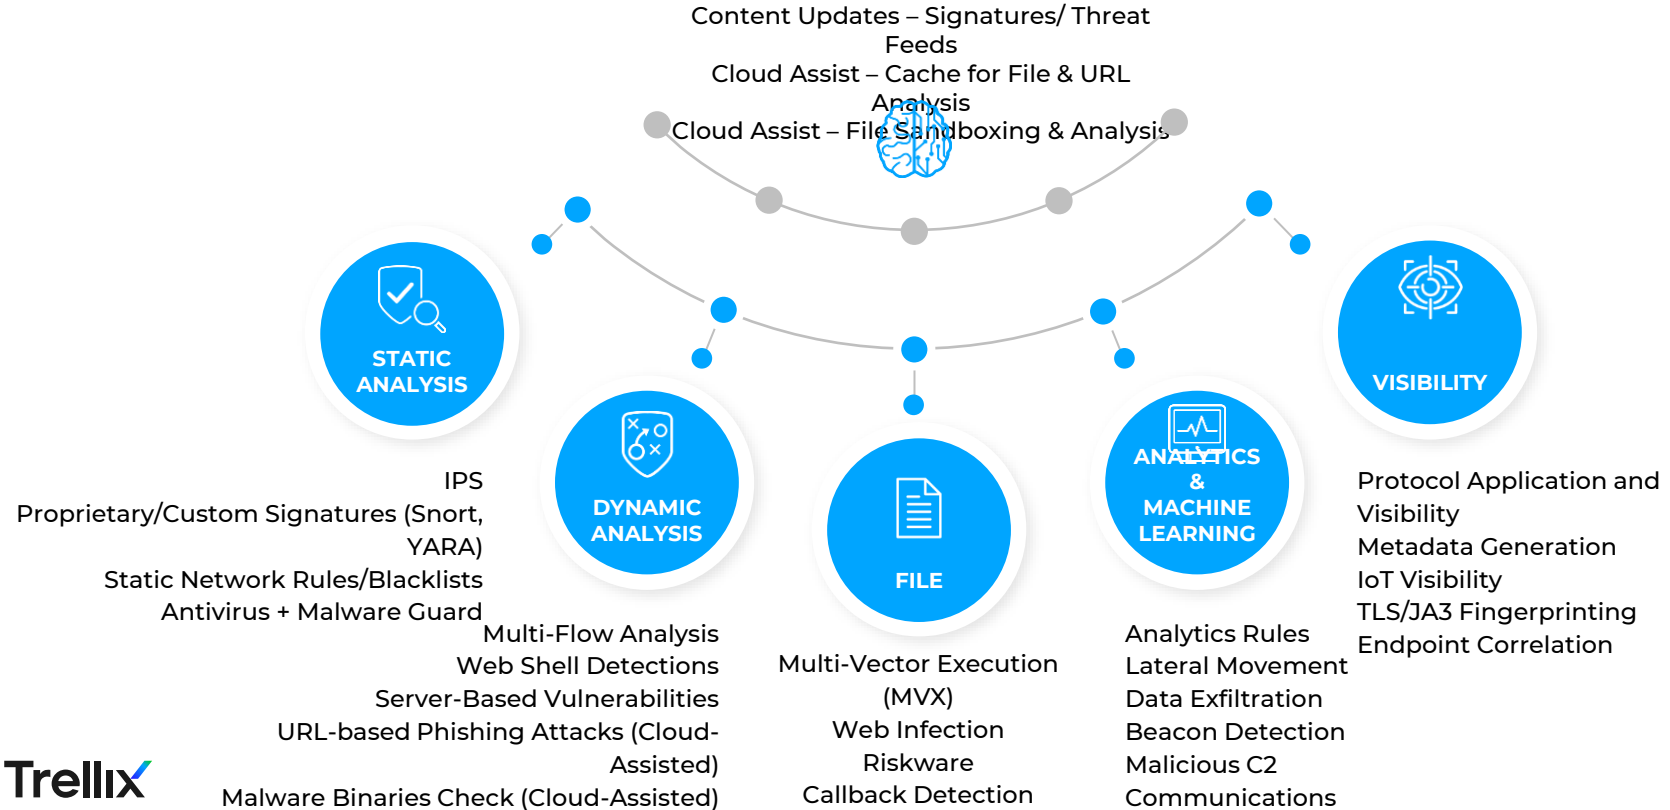 Content Updates – Signatures/ Threat
Feeds
Cloud Assist – Cache for File & URL
Analysis
Cloud Assist – File Sandboxing & Analysis
STATIC
ANALYSIS
IPS
Proprietary/Custom Signatures (Snort,
YARA)
Static Network Rules/Blacklists
Antivirus + Malware Guard
DYNAMIC
ANALYSIS
Multi-Flow Analysis
Web Shell Detections
Server-Based Vulnerabilities
URL-based Phishing Attacks (Cloud-
Assisted)
Malware Binaries Check (Cloud-Assisted)
FILE
Multi-Vector Execution
(MVX)
Web Infection
Riskware
Callback Detection
ANALYTICS
&
MACHINE
LEARNING
Analytics Rules
Lateral Movement
Data Exfiltration
Beacon Detection
Malicious C2
Communications
VISIBILITY
Protocol Application and
Visibility
Metadata Generation
IoT Visibility
TLS/JA3 Fingerprinting
Endpoint Correlation
Trellix